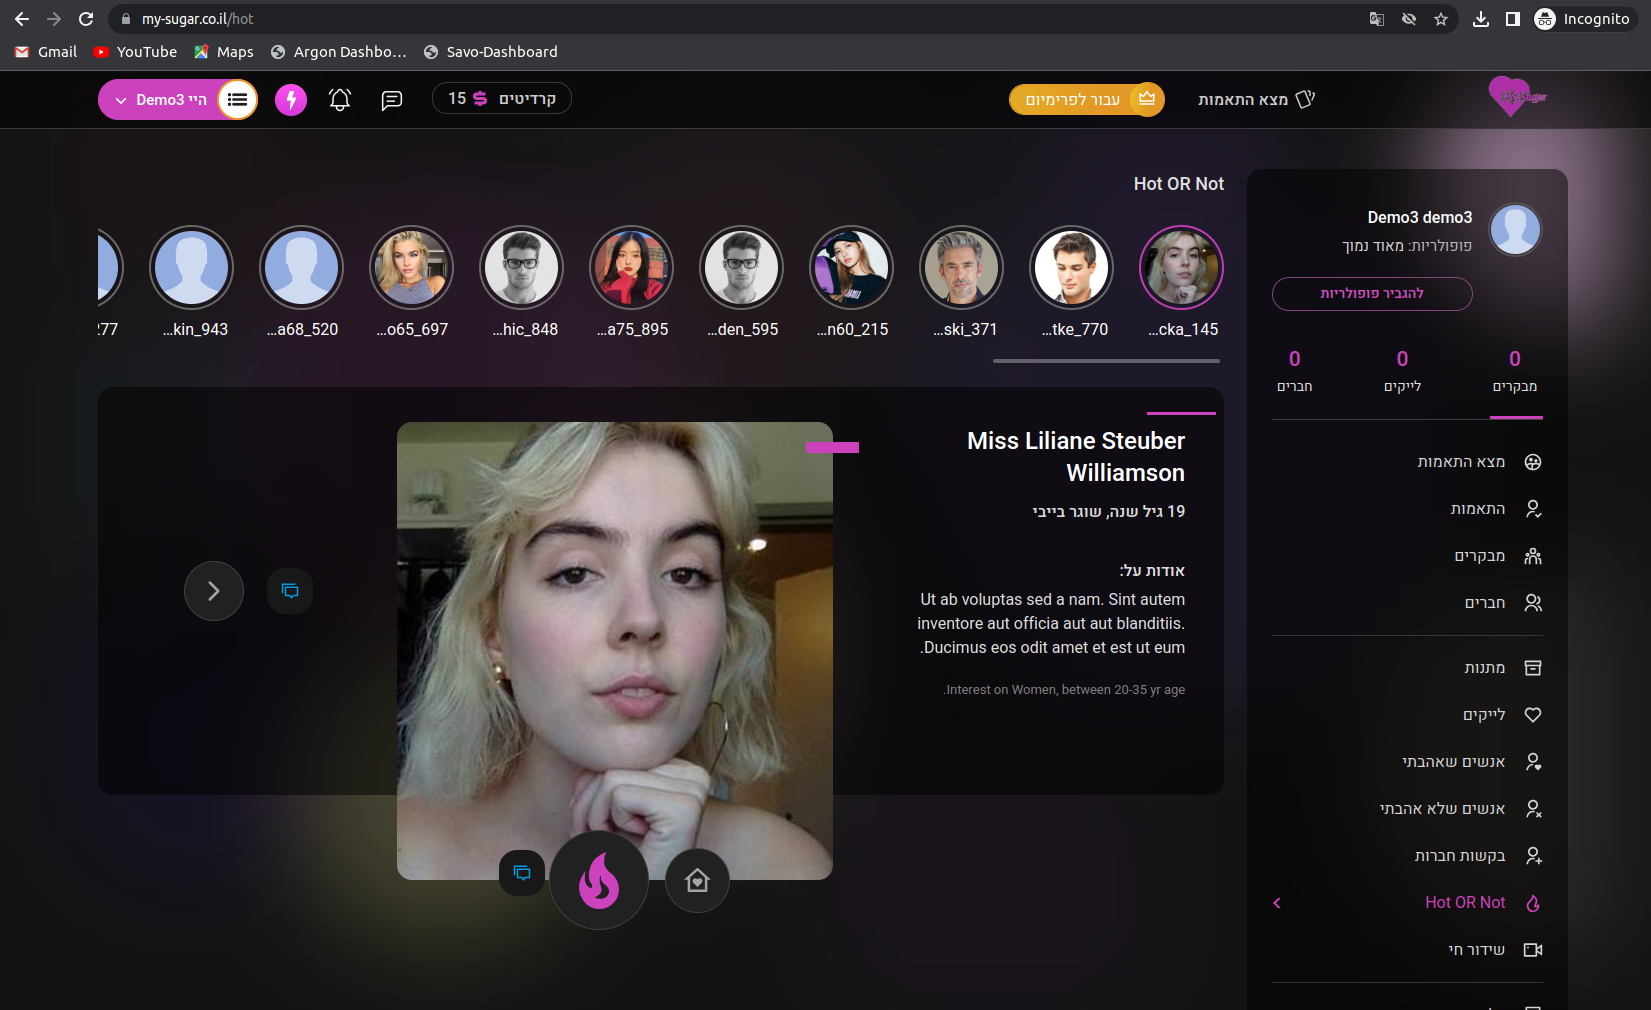 my-sugar.co.il/hot
Incognito
Gmail
YouTube
Maps
Argon Dashbo...
Savo-Dashboard
מצא התאמות
עבור לפרימיום
קרדיטים $ 15
היי Demo3
Hot OR Not
...cka_145
...tke_770
...ski_371
...n60_215
...den_595
...a75_895
...hic_848
...o65_697
...a68_520
...kin_943
277
Miss Liliane Steuber
Williamson
19 גיל שנה, שוגר בייבי
אודות על:
Ut ab voluptas sed a nam. Sint autem
inventore aut officia aut aut blanditiis.
.Ducimus eos odit amet et est ut eum
.Interest on Women, between 20-35 yr age
Demo3 demo3
פופולריות: מאוד נמוך
להגביר פופולריות
0
מבקרים
0
לייקים
0
חברים
מצא התאמות
התאמות
מבקרים
חברים
מתנות
לייקים
אנשים שאהבתי
אנשים שלא אהבתי
בקשות חברות
Hot OR Not
שידור חי